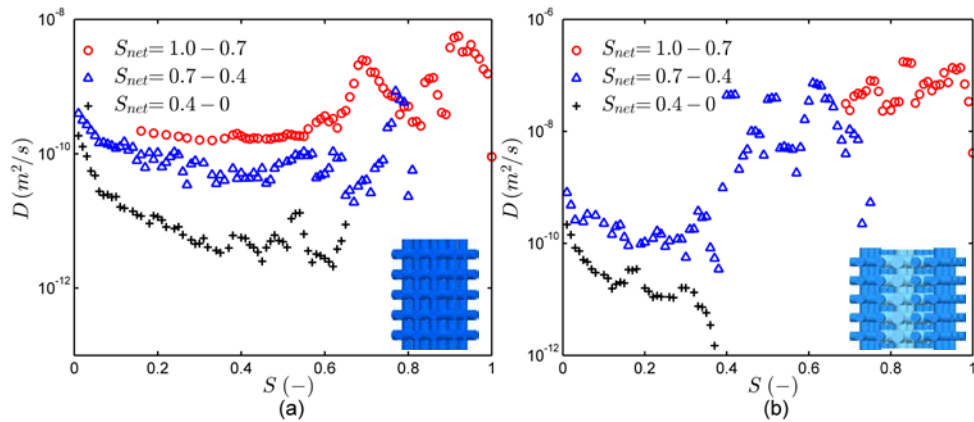 10⁻⁸
10⁻¹⁰
10⁻¹²
D (m²/s)
S_net = 1.0 − 0.7
S_net = 0.7 − 0.4
S_net = 0.4 − 0
0 0.2 0.4 0.6 0.8 1
S (−)
(a)
10⁻⁶
10⁻⁸
10⁻¹⁰
10⁻¹²
D (m²/s)
S_net = 1.0 − 0.7
S_net = 0.7 − 0.4
S_net = 0.4 − 0
0 0.2 0.4 0.6 0.8 1
S (−)
(b)